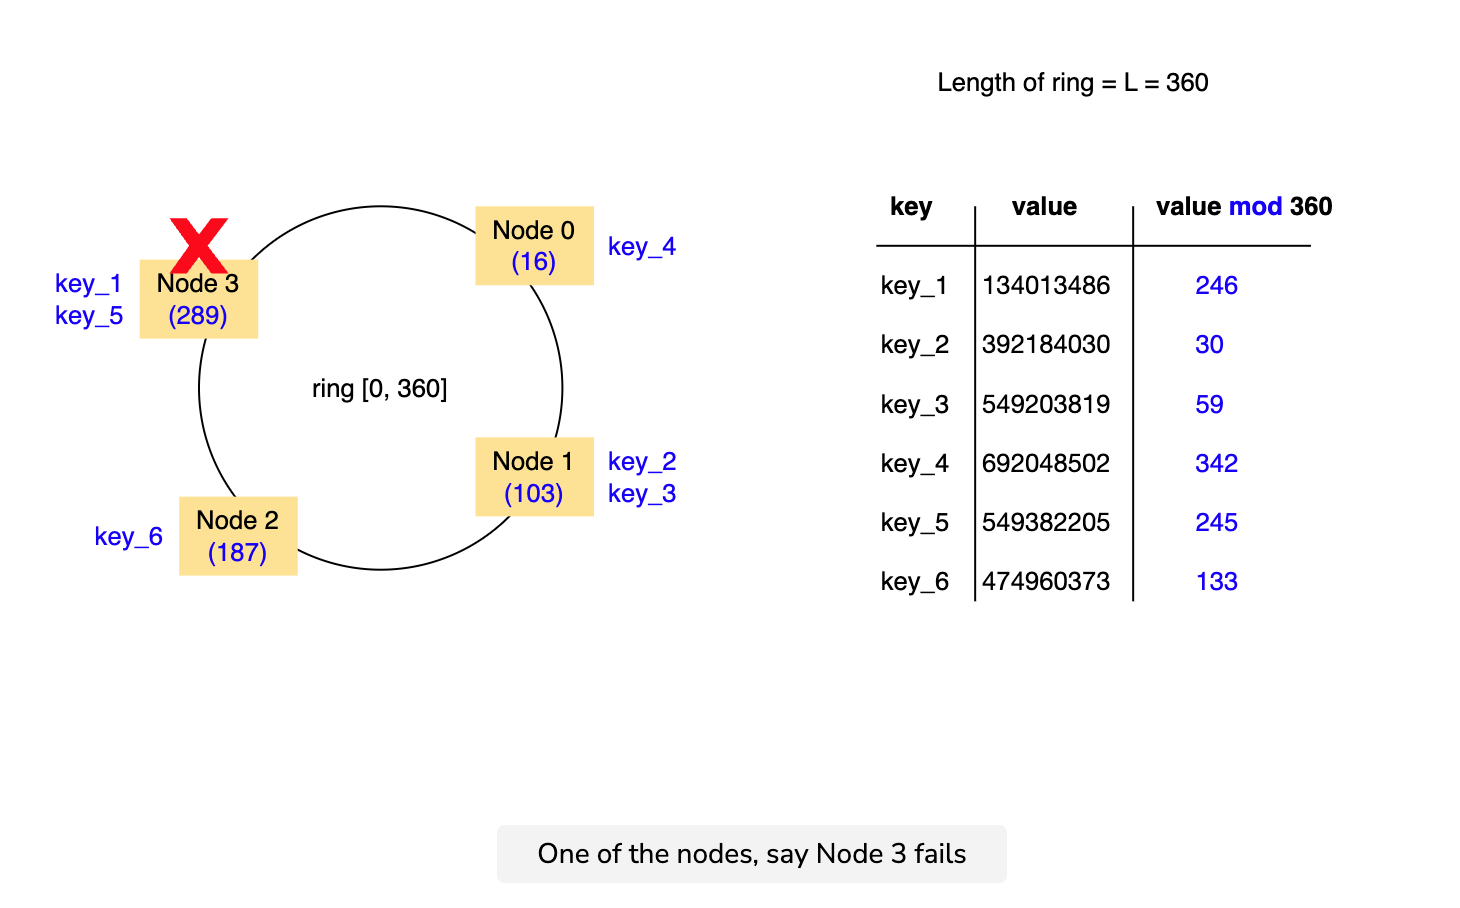 Length of ring = L = 360
key value value mod 360
key_1 134013486 246
key_2 392184030 30
key_3 549203819 59
key_4 692048502 342
key_5 549382205 245
key_6 474960373 133
X
Node 3
(289)
key_1
key_5
Node 0
(16)
key_4
ring [0, 360]
Node 1
(103)
key_2
key_3
Node 2
(187)
key_6
One of the nodes, say Node 3 fails